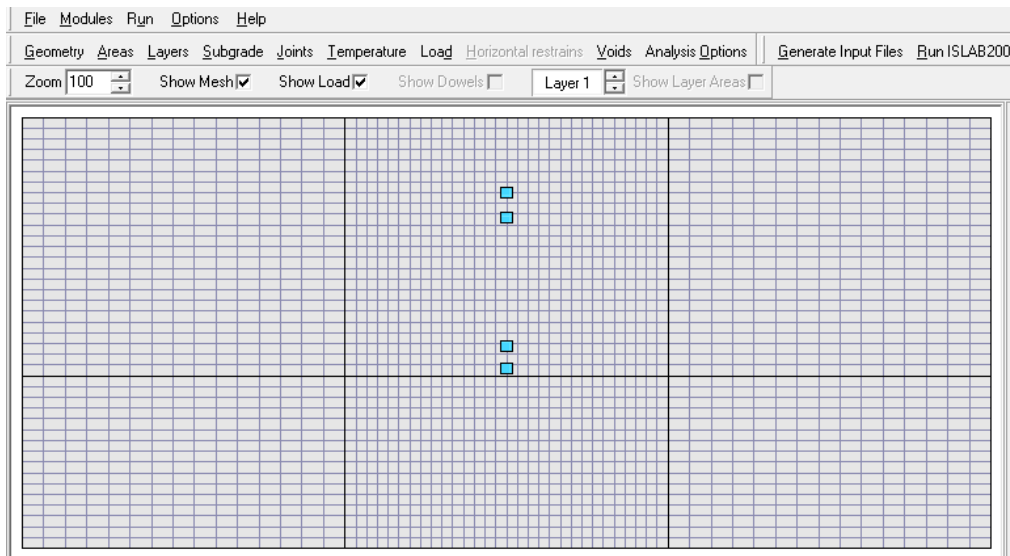 File Modules Run Options Help
Geometry Areas Layers Subgrade Joints Temperature Load Horizontal restrains Voids Analysis Options Generate Input Files Run ISLAB200
Zoom 100 Show Mesh Show Load Show Dowels Layer 1 Show Layer Areas